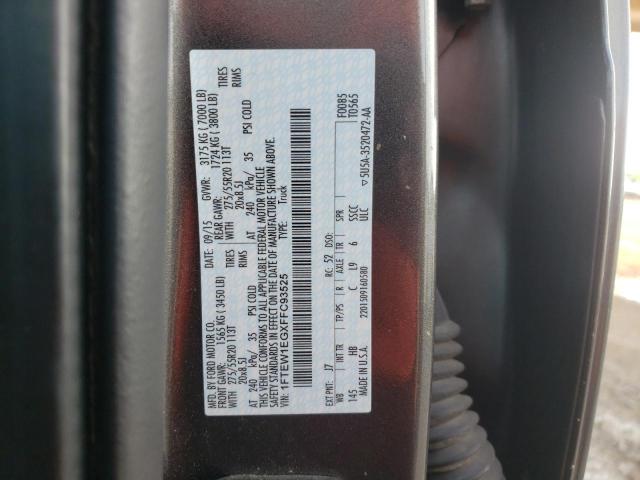 MFD. BY FORD MOTOR CO. DATE: 09/15 GVWR: 3175 KG ( 7000 LB)
FRONT GAWR: 1565 KG ( 3450 LB) REAR GAWR: 1724 KG ( 3800 LB)
WITH 275/55R20 113T TIRES WITH 275/55R20 113T TIRES
20x8.5J RIMS 20x8.5J RIMS
AT 240 kPa/ 35 PSI COLD AT 240 kPa/ 35 PSI COLD
THIS VEHICLE CONFORMS TO ALL APPLICABLE FEDERAL MOTOR VEHICLE
SAFETY STANDARDS IN EFFECT ON THE DATE OF MANUFACTURE SHOWN ABOVE.
VIN: 1FTEW1EGXFFC93525 TYPE: Truck
EXT PNT: J7 RC: 52 DSO: F0085
WB INT TR TP/PS R AXLE TR SPR T0565
145 HB C L9 6 SSCC
ULC
MADE IN U.S.A. 2201509160580 ▽5U5A-3520472-AA